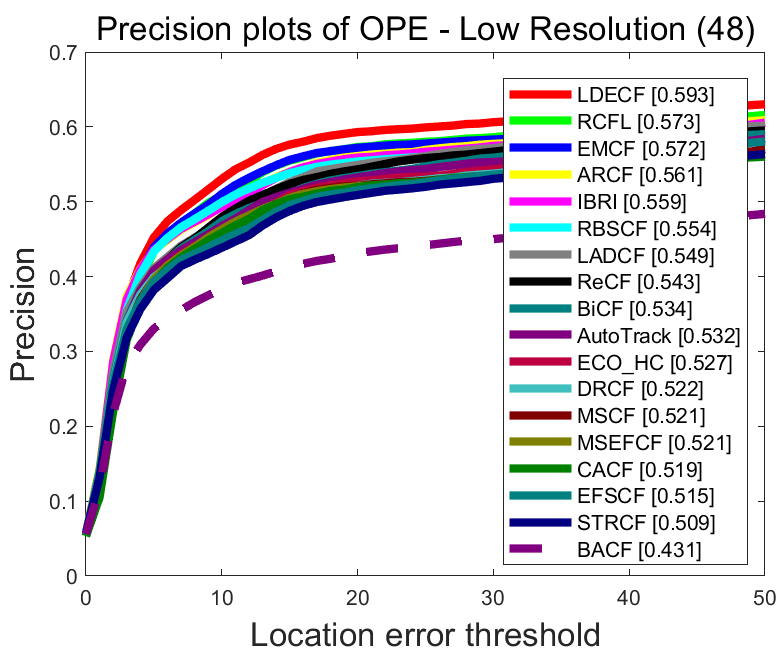 Precision plots of OPE - Low Resolution (48)
0.7
0.6
0.5
0.4
0.3
0.2
0.1
0
Precision
LDECF [0.593]
RCFL [0.573]
EMCF [0.572]
ARCF [0.561]
IBRI [0.559]
RBSCF [0.554]
LADCF [0.549]
ReCF [0.543]
BiCF [0.534]
AutoTrack [0.532]
ECO_HC [0.527]
DRCF [0.522]
MSCF [0.521]
MSEFCF [0.521]
CACF [0.519]
EFSCF [0.515]
STRCF [0.509]
BACF [0.431]
0 10 20 30 40 50
Location error threshold